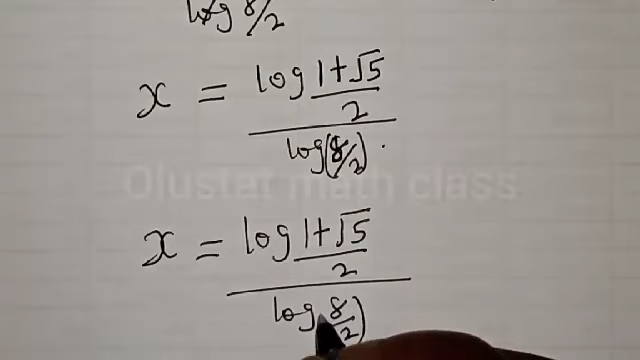 log 8/2
x = log 1+√5/2 / log(8/2).
Olustat math class
x = log 1+√5/2 / log 8/2)